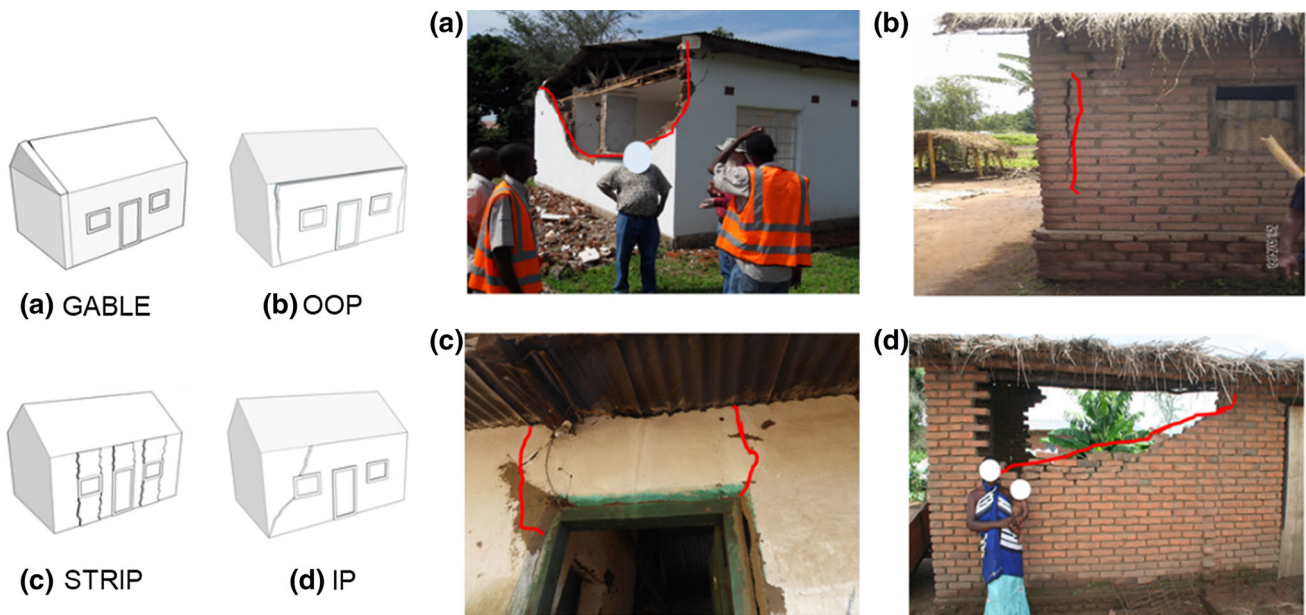 (a) GABLE
(b) OOP
(c) STRIP
(d) IP
(a)
(b)
(c)
(d)